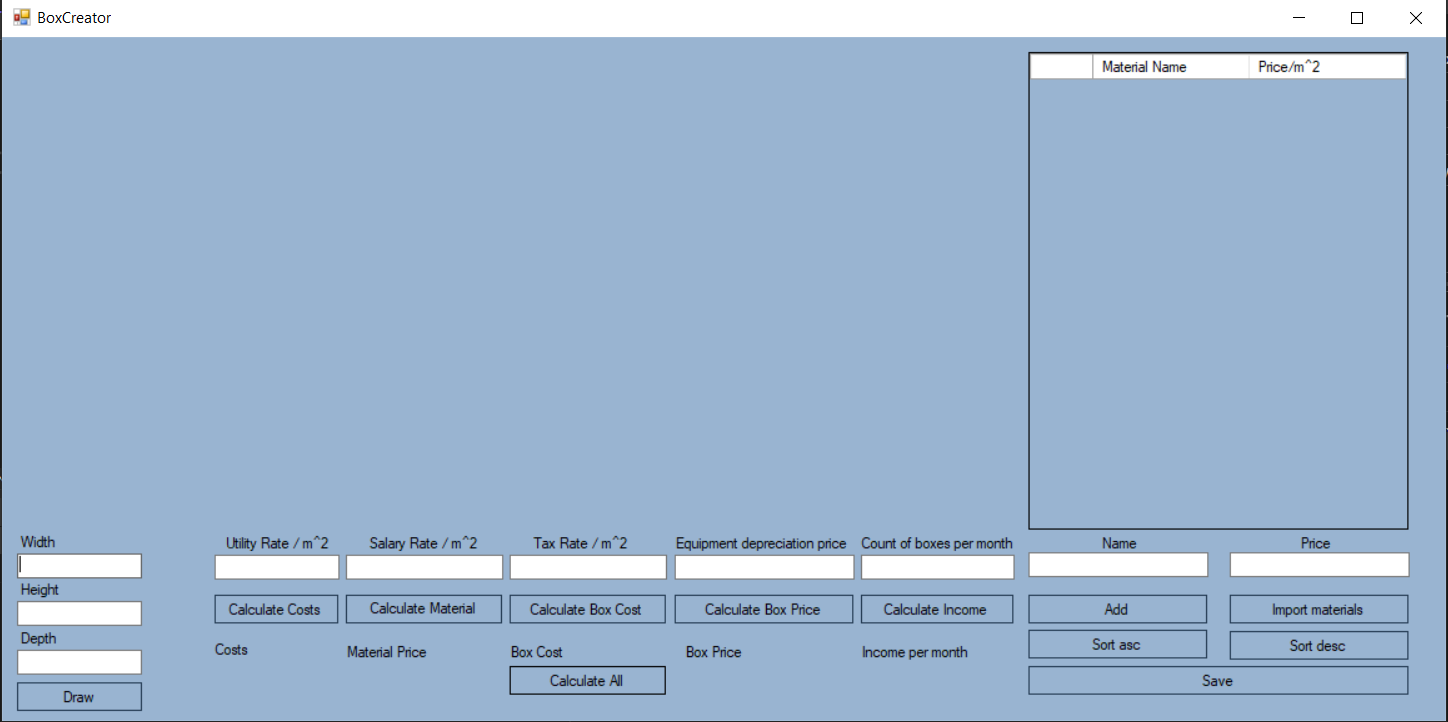 BoxCreator
Material Name Price/m^2
Width
Height
Depth
Draw
Utility Rate / m^2 Salary Rate / m^2 Tax Rate / m^2 Equipment depreciation price Count of boxes per month
Calculate Costs Calculate Material Calculate Box Cost Calculate Box Price Calculate Income
Costs Material Price Box Cost Box Price Income per month
Calculate All
Name Price
Add Import materials
Sort asc Sort desc
Save